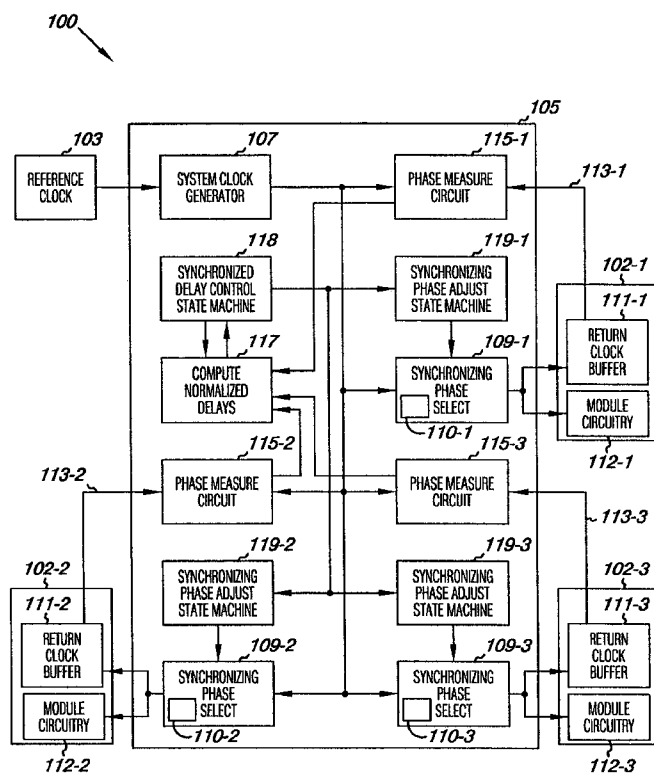 100
105
103
107
115-1
113-1
REFERENCE
CLOCK
SYSTEM CLOCK
GENERATOR
PHASE MEASURE
CIRCUIT
118
119-1
102-1
111-1
SYNCHRONIZED
DELAY CONTROL
STATE MACHINE
SYNCHRONIZING
PHASE ADJUST
STATE MACHINE
RETURN
CLOCK
BUFFER
117
109-1
COMPUTE
NORMALIZED
DELAYS
SYNCHRONIZING
PHASE
SELECT
MODULE
CIRCUITRY
110-1
112-1
115-2
115-3
113-2
113-3
PHASE MEASURE
CIRCUIT
PHASE MEASURE
CIRCUIT
119-2
119-3
102-2
102-3
111-2
111-3
SYNCHRONIZING
PHASE ADJUST
STATE MACHINE
SYNCHRONIZING
PHASE ADJUST
STATE MACHINE
RETURN
CLOCK
BUFFER
RETURN
CLOCK
BUFFER
109-2
109-3
SYNCHRONIZING
PHASE
SELECT
SYNCHRONIZING
PHASE
SELECT
MODULE
CIRCUITRY
MODULE
CIRCUITRY
110-2
110-3
112-2
112-3